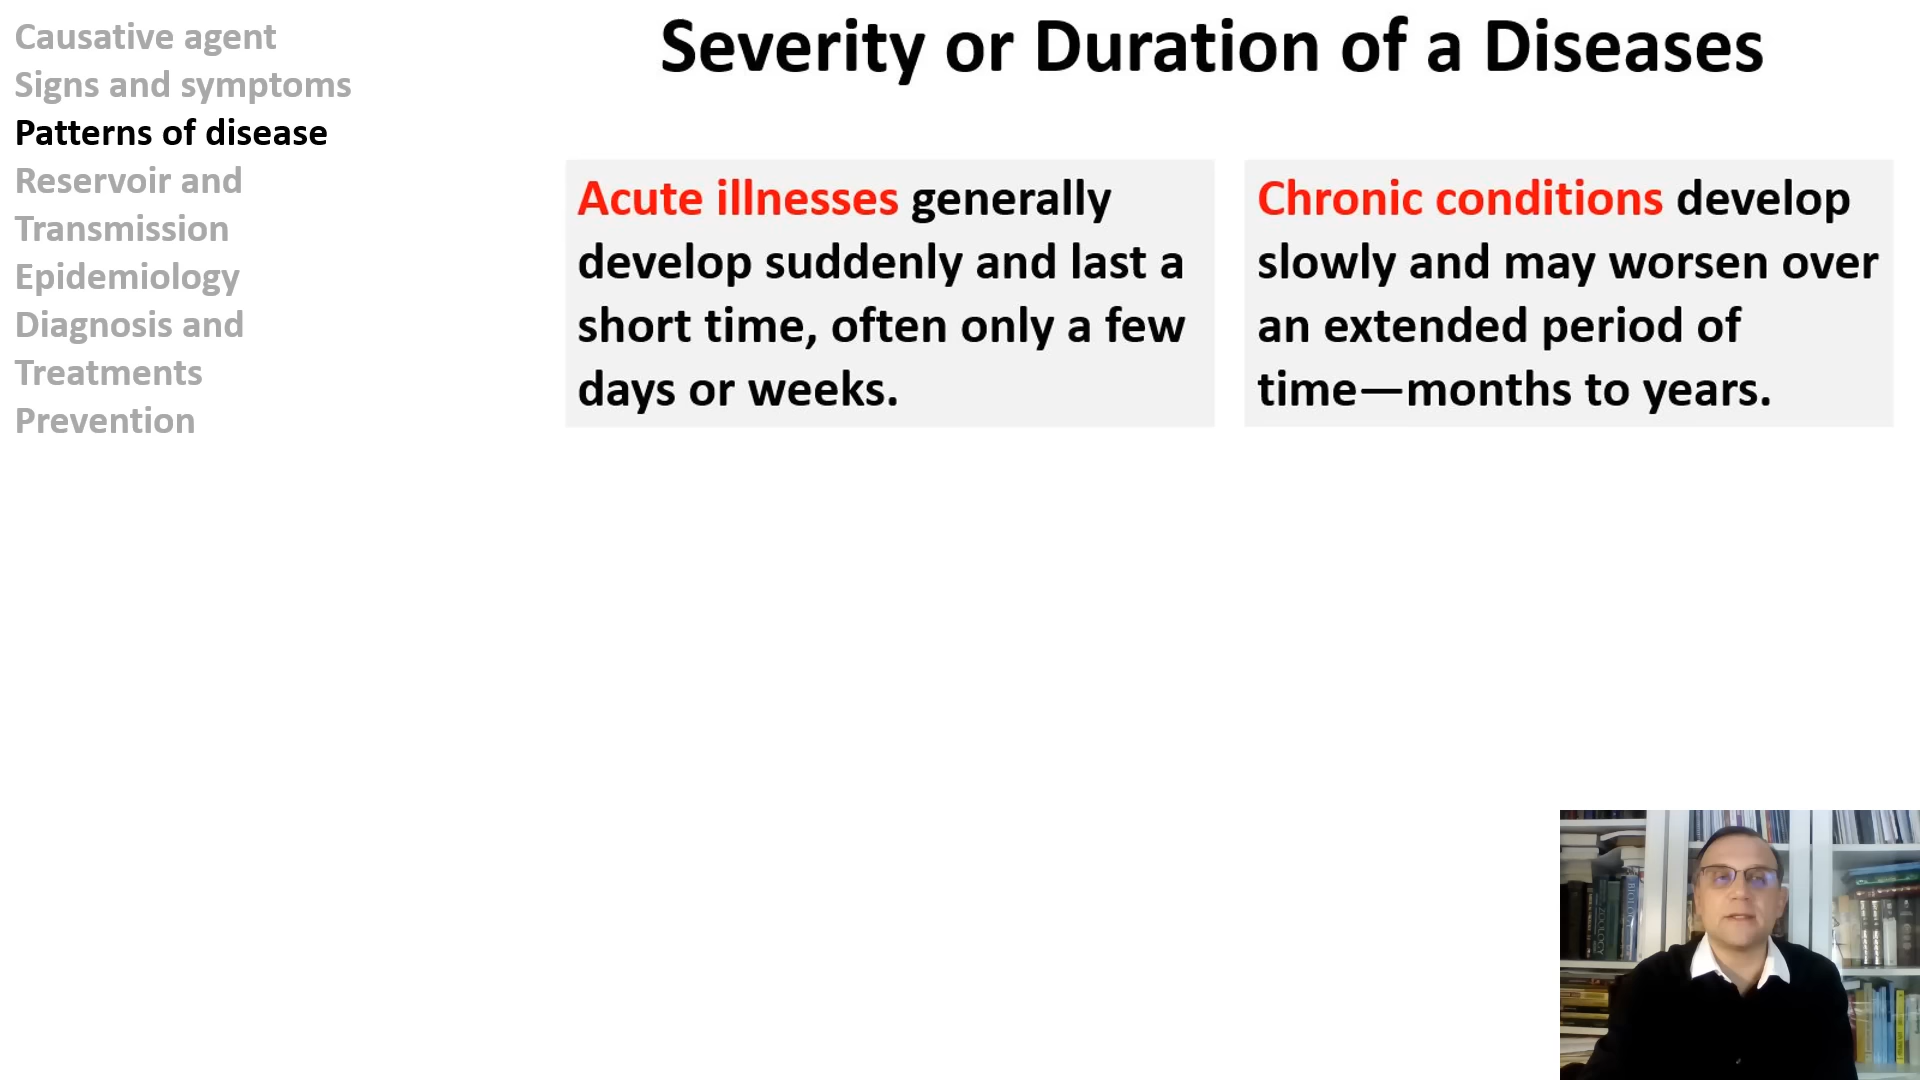 Causative agent
Signs and symptoms
Patterns of disease
Reservoir and
Transmission
Epidemiology
Diagnosis and
Treatments
Prevention
Severity or Duration of a Diseases
Acute illnesses generally
develop suddenly and last a
short time, often only a few
days or weeks.
Chronic conditions develop
slowly and may worsen over
an extended period of
time—months to years.
ZOOLOGY
BIOLOGY